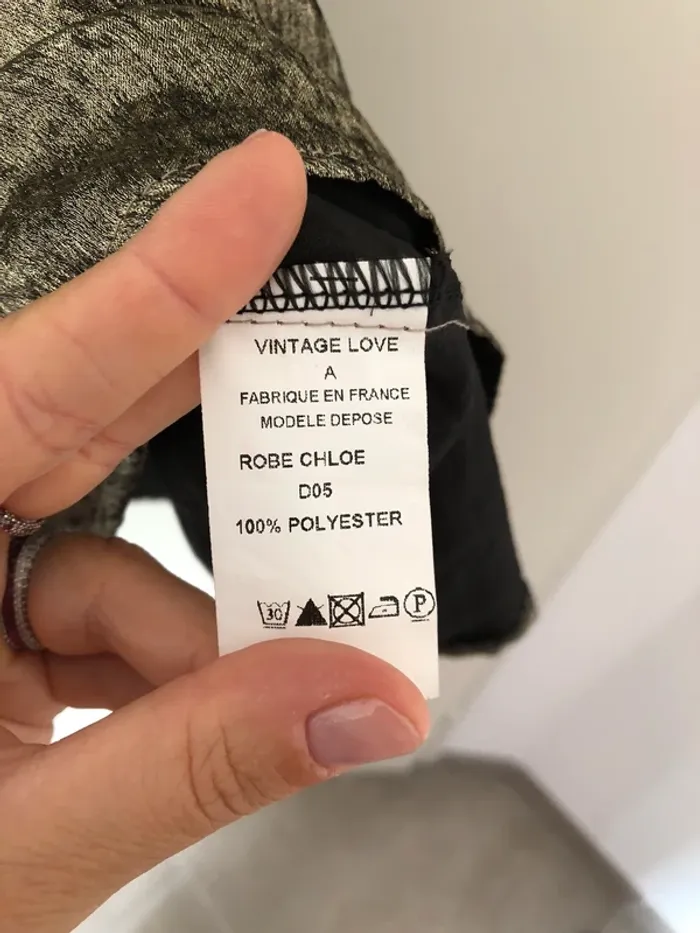 VINTAGE LOVE
A
FABRIQUE EN FRANCE
MODELE DEPOSE
ROBE CHLOE
D05
100% POLYESTER
30 P